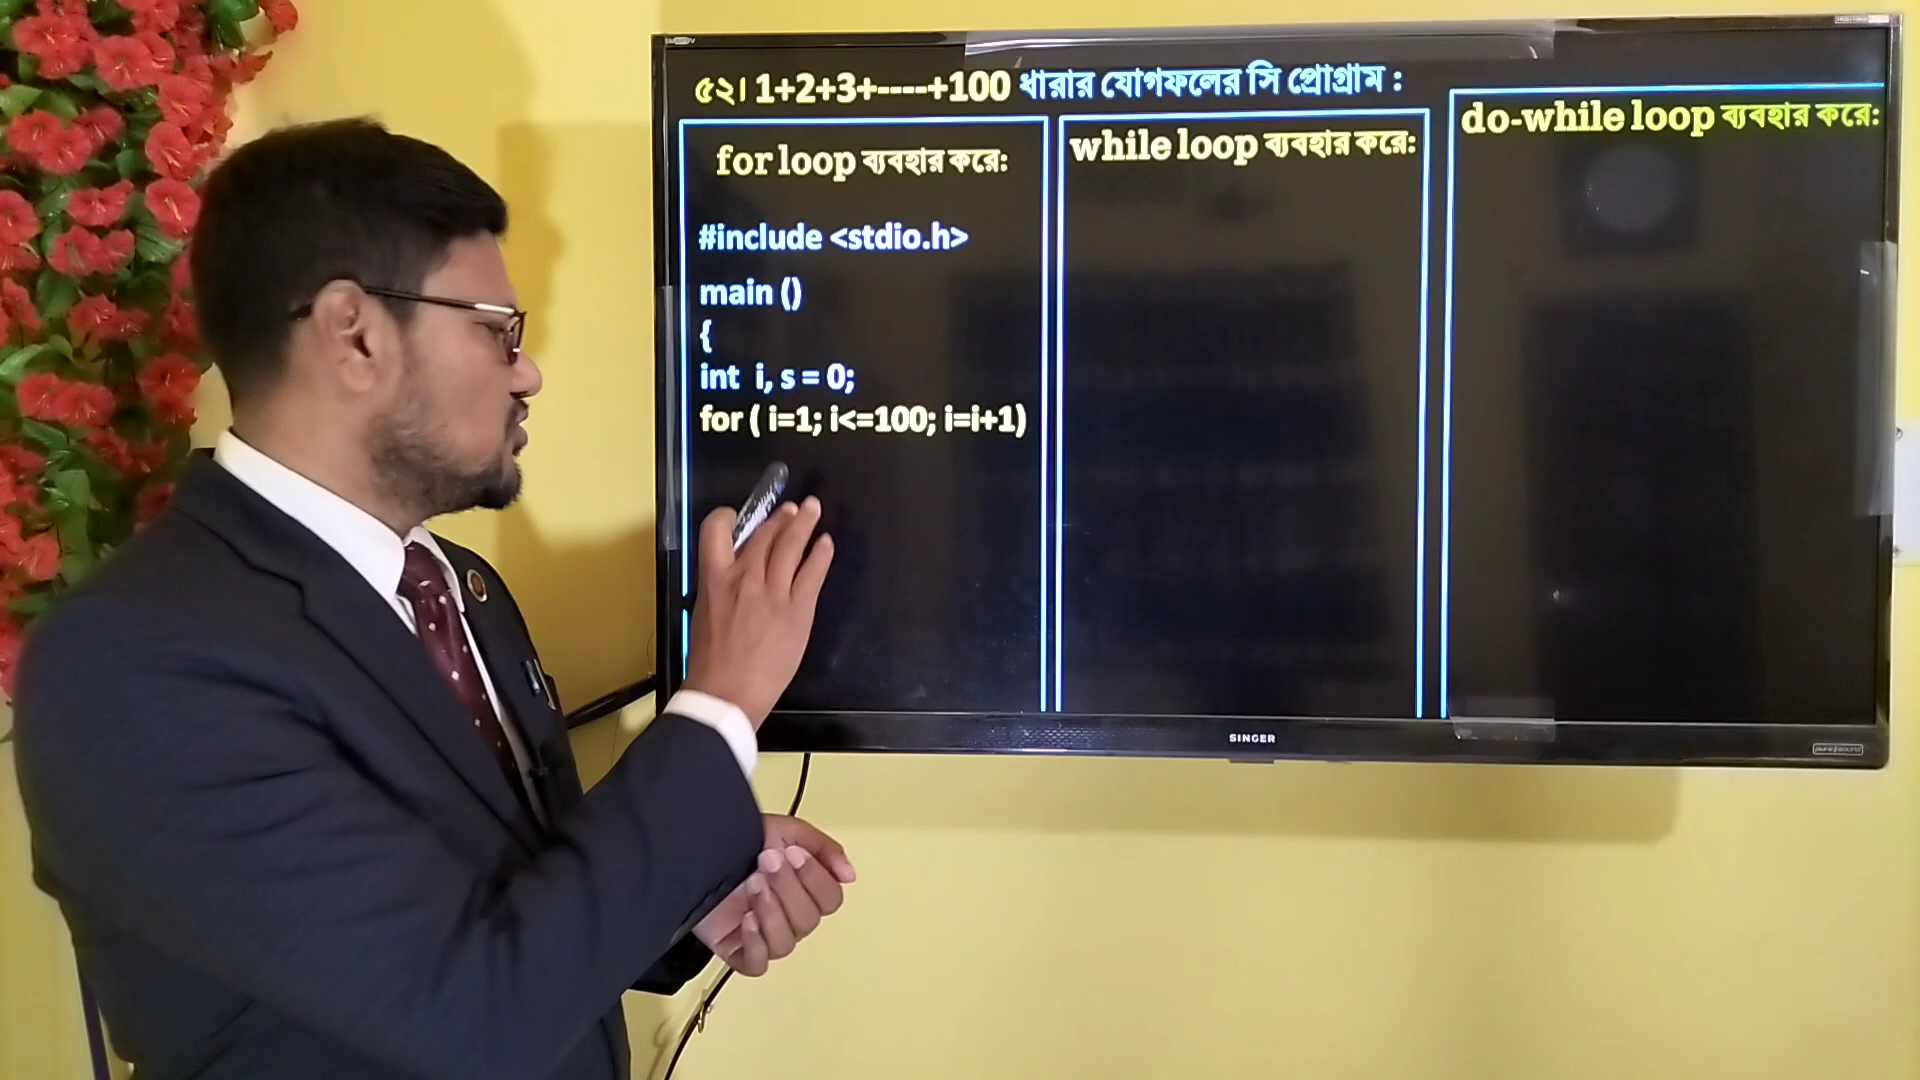 ৫২। 1+2+3+----+100 ধারার যোগফলের সি প্রোগ্রাম :
for loop ব্যবহার করে:
#include <stdio.h>
main ()
{
int i, s = 0;
for ( i=1; i<=100; i=i+1)
while loop ব্যবহার করে:
do-while loop ব্যবহার করে:
SINGER